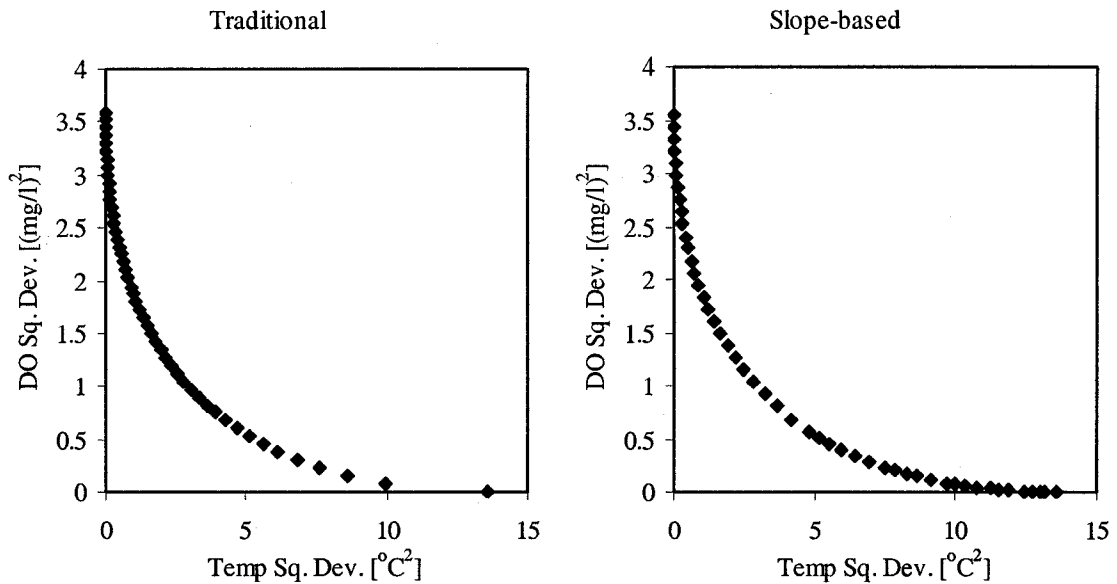 Traditional
DO Sq. Dev. [(mg/l)²]
4
3.5
3
2.5
2
1.5
1
0.5
0
0 5 10 15
Temp Sq. Dev. [°C²]
Slope-based
DO Sq. Dev. [(mg/l)²]
4
3.5
3
2.5
2
1.5
1
0.5
0
0 5 10 15
Temp Sq. Dev. [°C²]